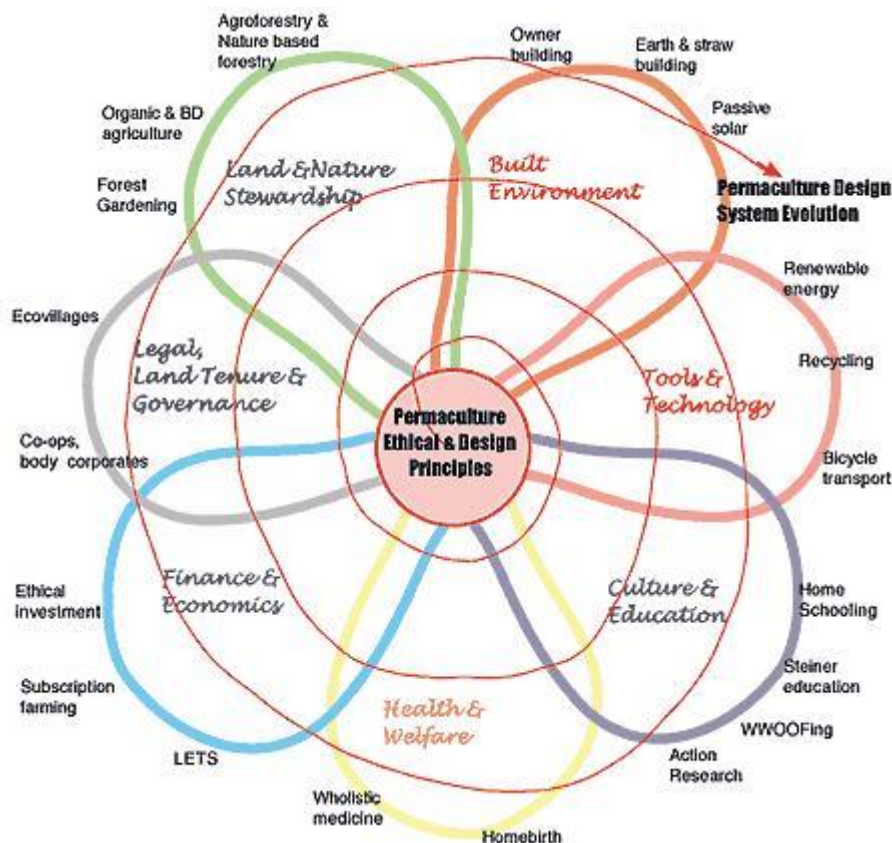 Agroforestry &
Nature based
forestry
Owner
building
Earth & straw
building
Organic & BD
agriculture
Passive
solar
Land & Nature
Stewardship
Built
Environment
Forest
Gardening
Permaculture Design
System Evolution
Renewable
energy
Ecovillages
Legal,
Land Tenure &
Governance
Recycling
Tools &
Technology
Permaculture
Ethical & Design
Principles
Co-ops,
body corporates
Bicycle
transport
Finance &
Economics
Culture &
Education
Ethical
investment
Home
Schooling
Subscription
farming
Steiner
education
Health &
Welfare
WWOOFing
LETS
Action
Research
Wholistic
medicine
Homebirth